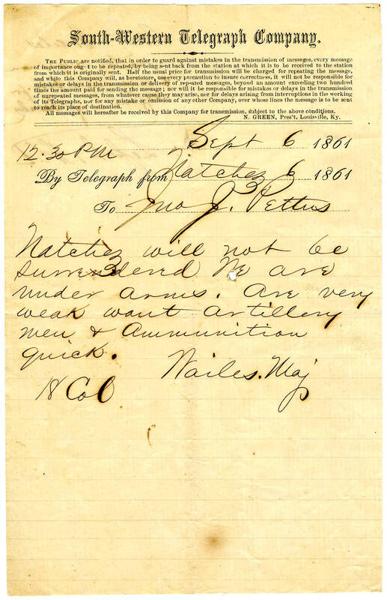 South-Western Telegraph Company.
THE PUBLIC are notified, that in order to guard against mistakes in the transmission of messages, every message
of importance ought to be repeated, by being sent back from the station at which it is to be received to the station
from which it is originally sent. Half the usual price for transmission will be charged for repeating the message,
and while this Company will, as heretofore, use every precaution to insure correctness, it will not be responsible for
mistakes or delays in the transmission or delivery of repeated messages, beyond an amount exceeding two hundred
times the amount paid for sending the message; nor will it be responsible for mistakes or delays in the transmission
of unrepeated messages, from whatever cause they may arise, nor for delays arising from interruptions in the working
of its Telegraphs, nor for any mistake or omission of any other Company, over whose lines the message is to be sent
to reach its place of destination.
All messages will hereafter be received by this Company for transmission, subject to the above conditions.
N. GREEN, Pres't, Louisville, Ky.
Sept 6 1861
12.30 PM
By Telegraph from Natchez 6 1861
To Jno J. Pettus
Natchez will not be
surrendered We are
under arms. Are very
weak want artillery
men & Ammunition
quick.
Wailes. Maj